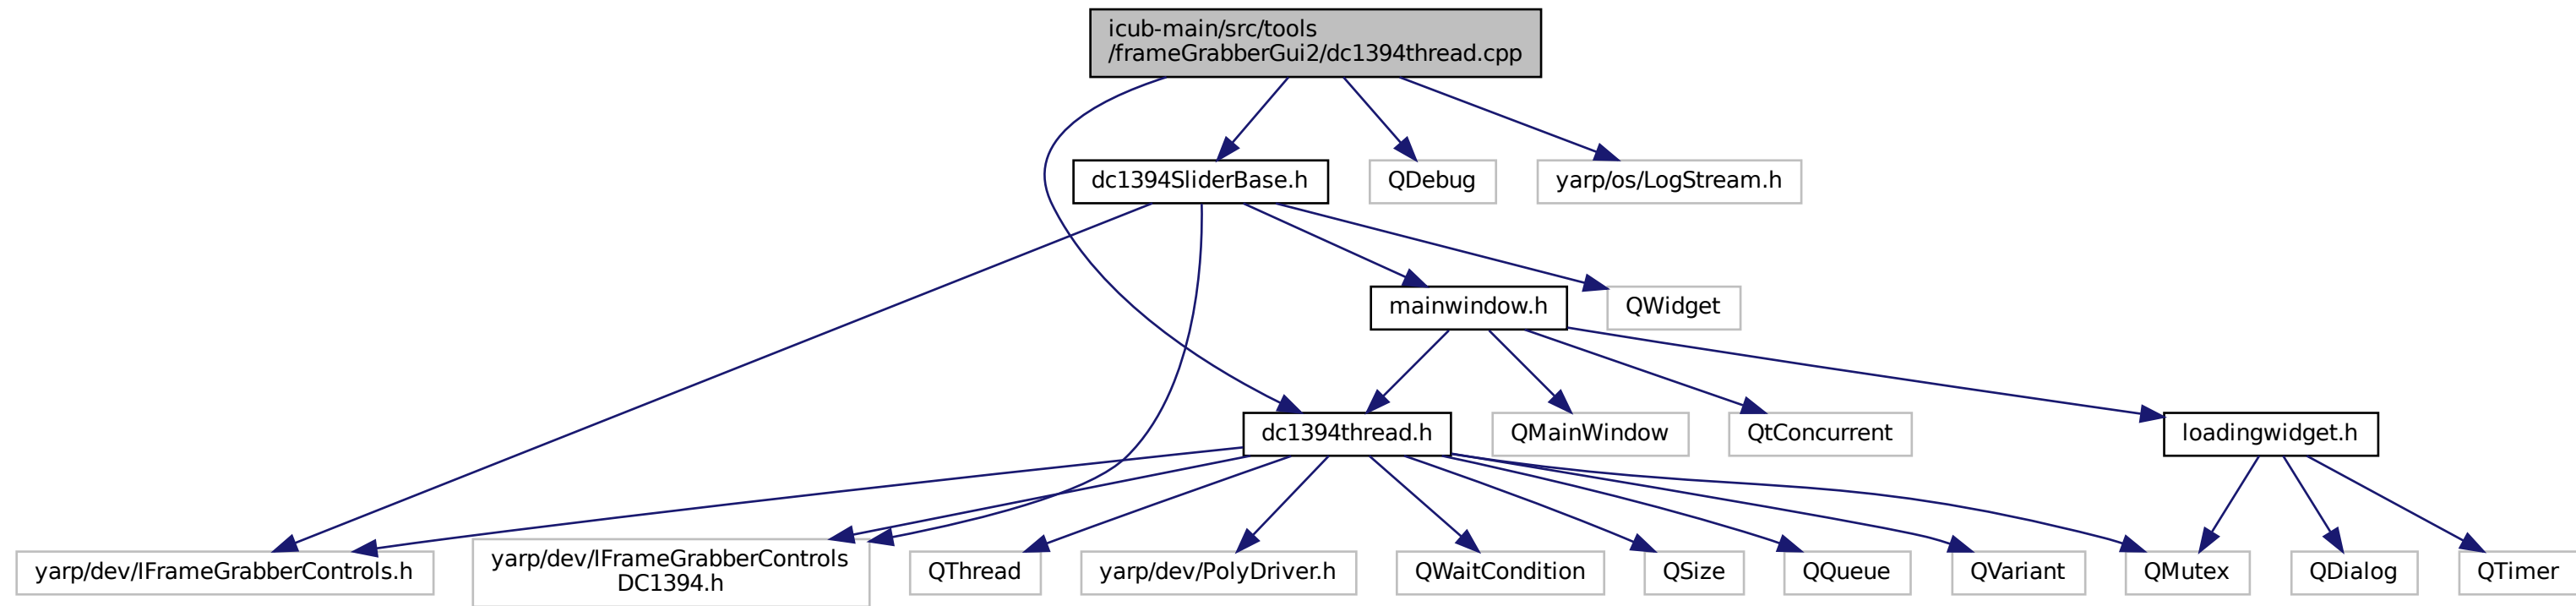 icub-main/src/tools
/frameGrabberGui2/dc1394thread.cpp
dc1394SliderBase.h
QDebug
yarp/os/LogStream.h
mainwindow.h
QWidget
dc1394thread.h
QMainWindow
QtConcurrent
loadingwidget.h
yarp/dev/IFrameGrabberControls.h
yarp/dev/IFrameGrabberControls
DC1394.h
QThread
yarp/dev/PolyDriver.h
QWaitCondition
QSize
QQueue
QVariant
QMutex
QDialog
QTimer